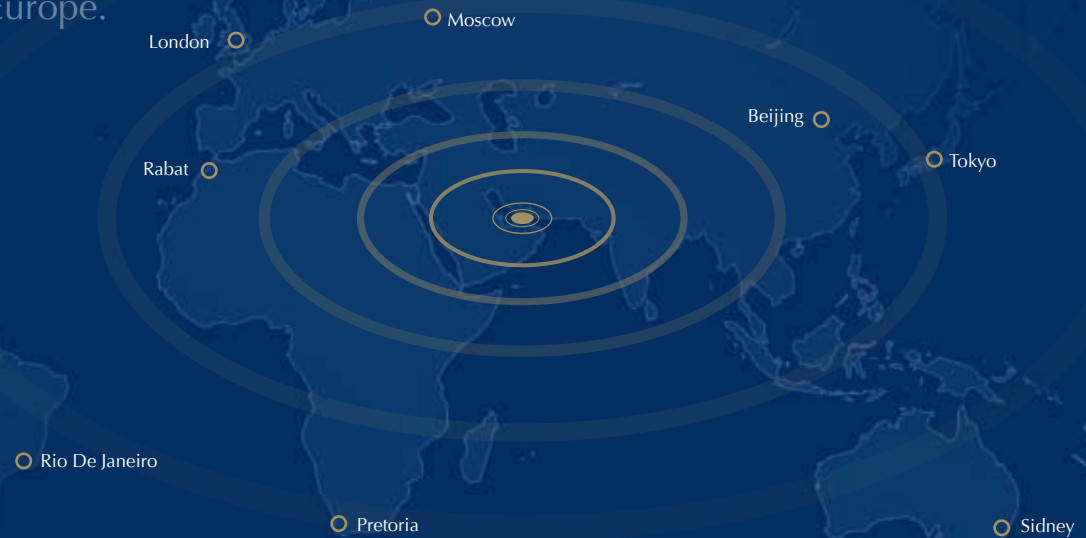 Europe.
Moscow
London
Beijing
Tokyo
Rabat
Rio De Janeiro
Pretoria
Sidney